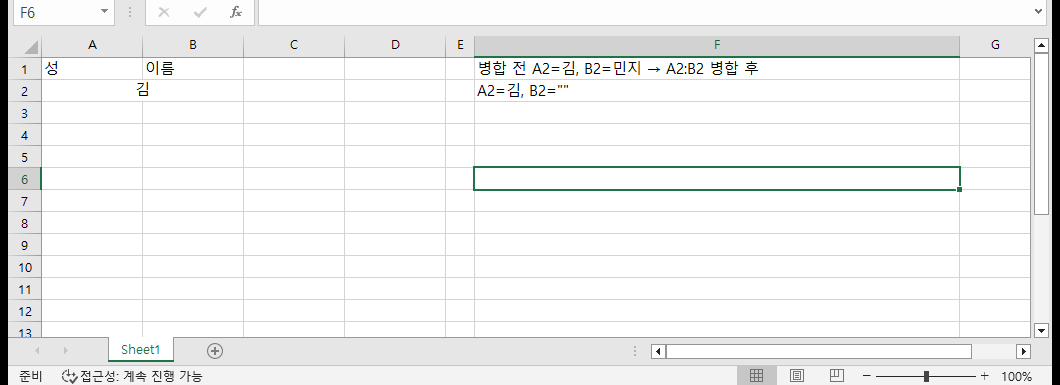 F6 fx
A B C D E F G
1 성 이름 병합 전 A2=김, B2=민지 → A2:B2 병합 후
2 김 A2=김, B2=""
3
4
5
6
7
8
9
10
11
12
13
Sheet1
준비 접근성: 계속 진행 가능 100%